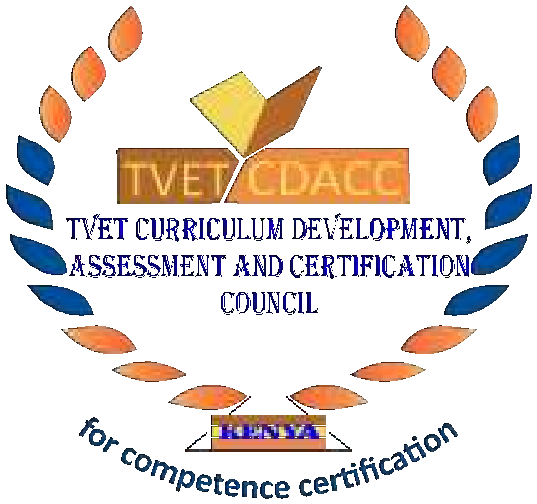 TVET CDACC
TVET CURRICULUM DEVELOPMENT,
ASSESSMENT AND CERTIFICATION
COUNCIL
KENYA
for competence certification